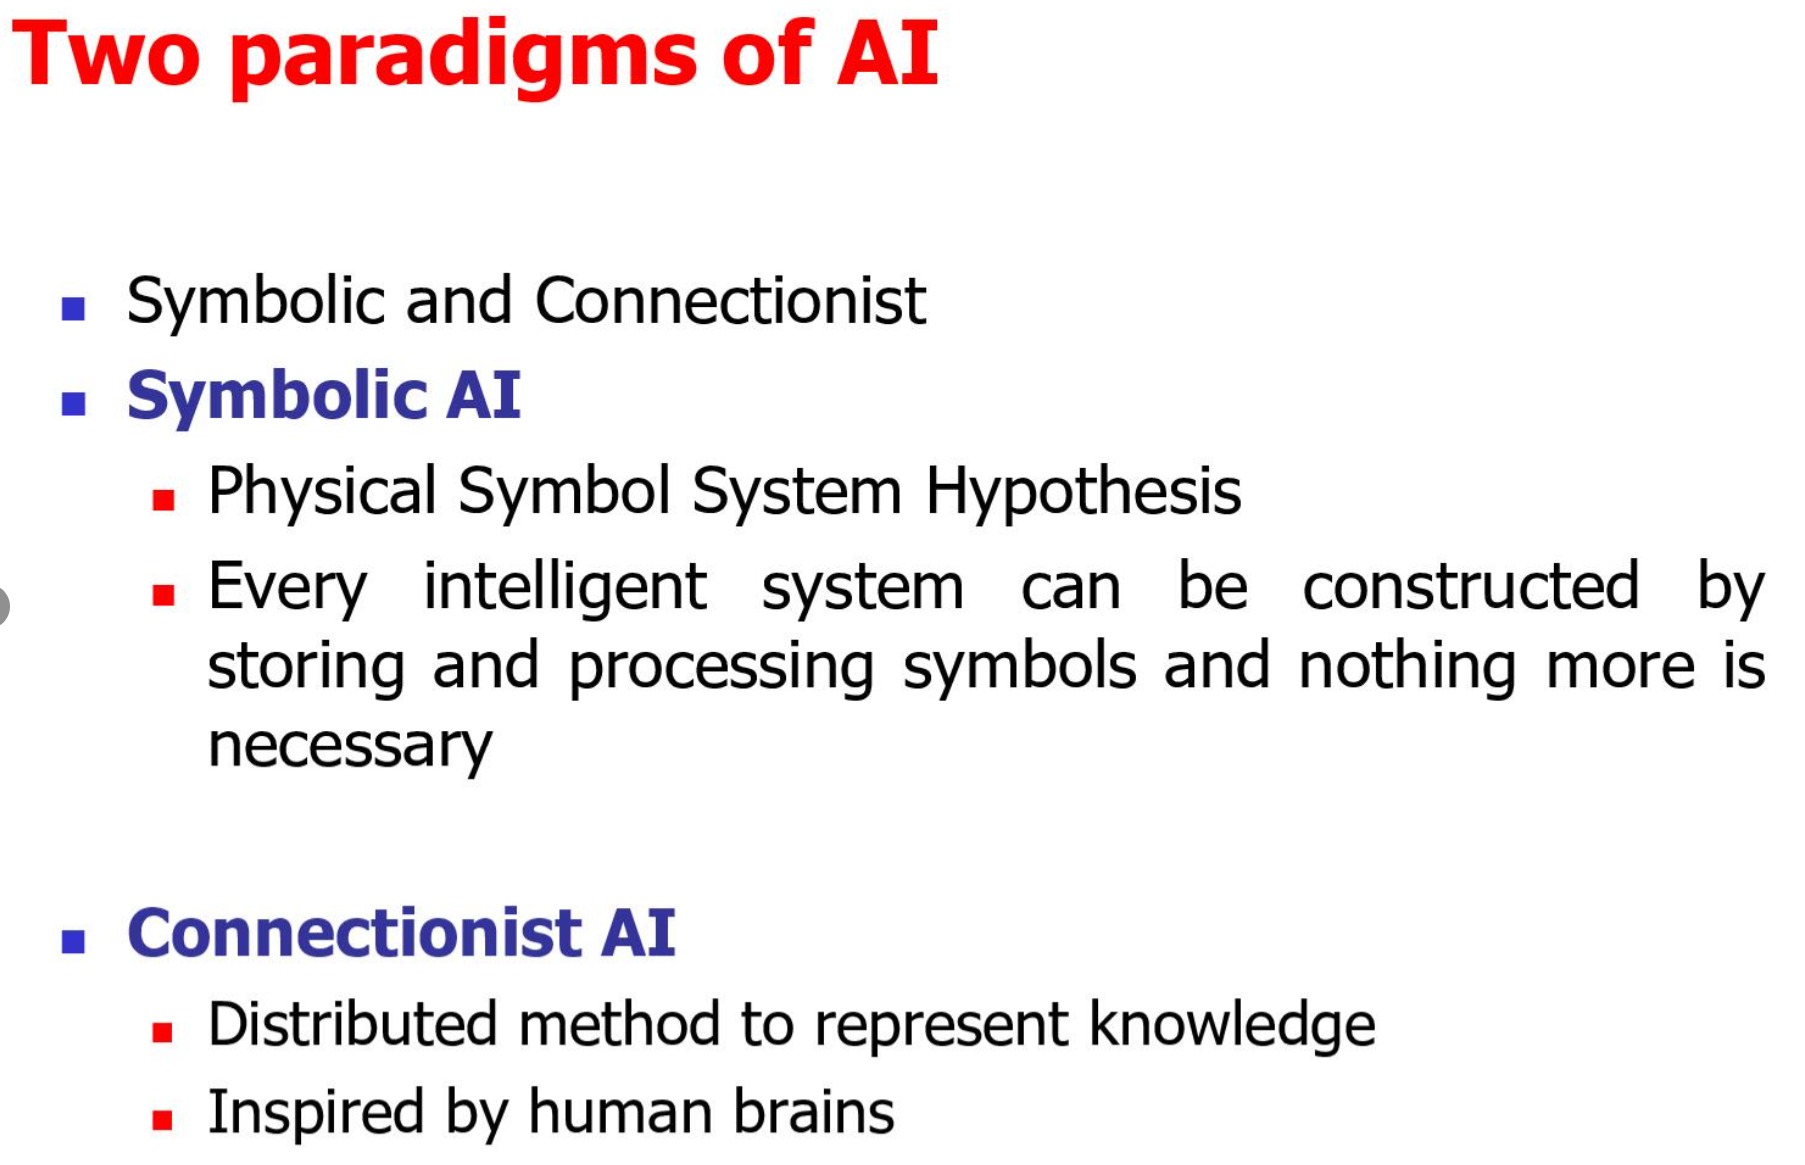 Two paradigms of AI
Symbolic and Connectionist
Symbolic AI
Physical Symbol System Hypothesis
Every intelligent system can be constructed by
storing and processing symbols and nothing more is
necessary
Connectionist AI
Distributed method to represent knowledge
Inspired by human brains